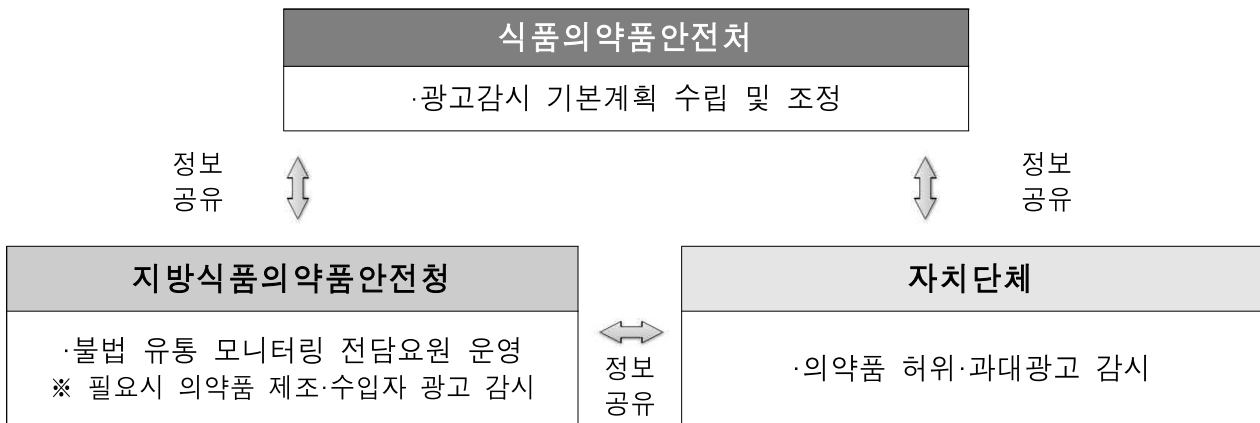 식품의약품안전처
·광고감시 기본계획 수립 및 조정
정보
공유
정보
공유
지방식품의약품안전청
·불법 유통 모니터링 전담요원 운영
※ 필요시 의약품 제조·수입자 광고 감시
정보
공유
자치단체
·의약품 허위·과대광고 감시